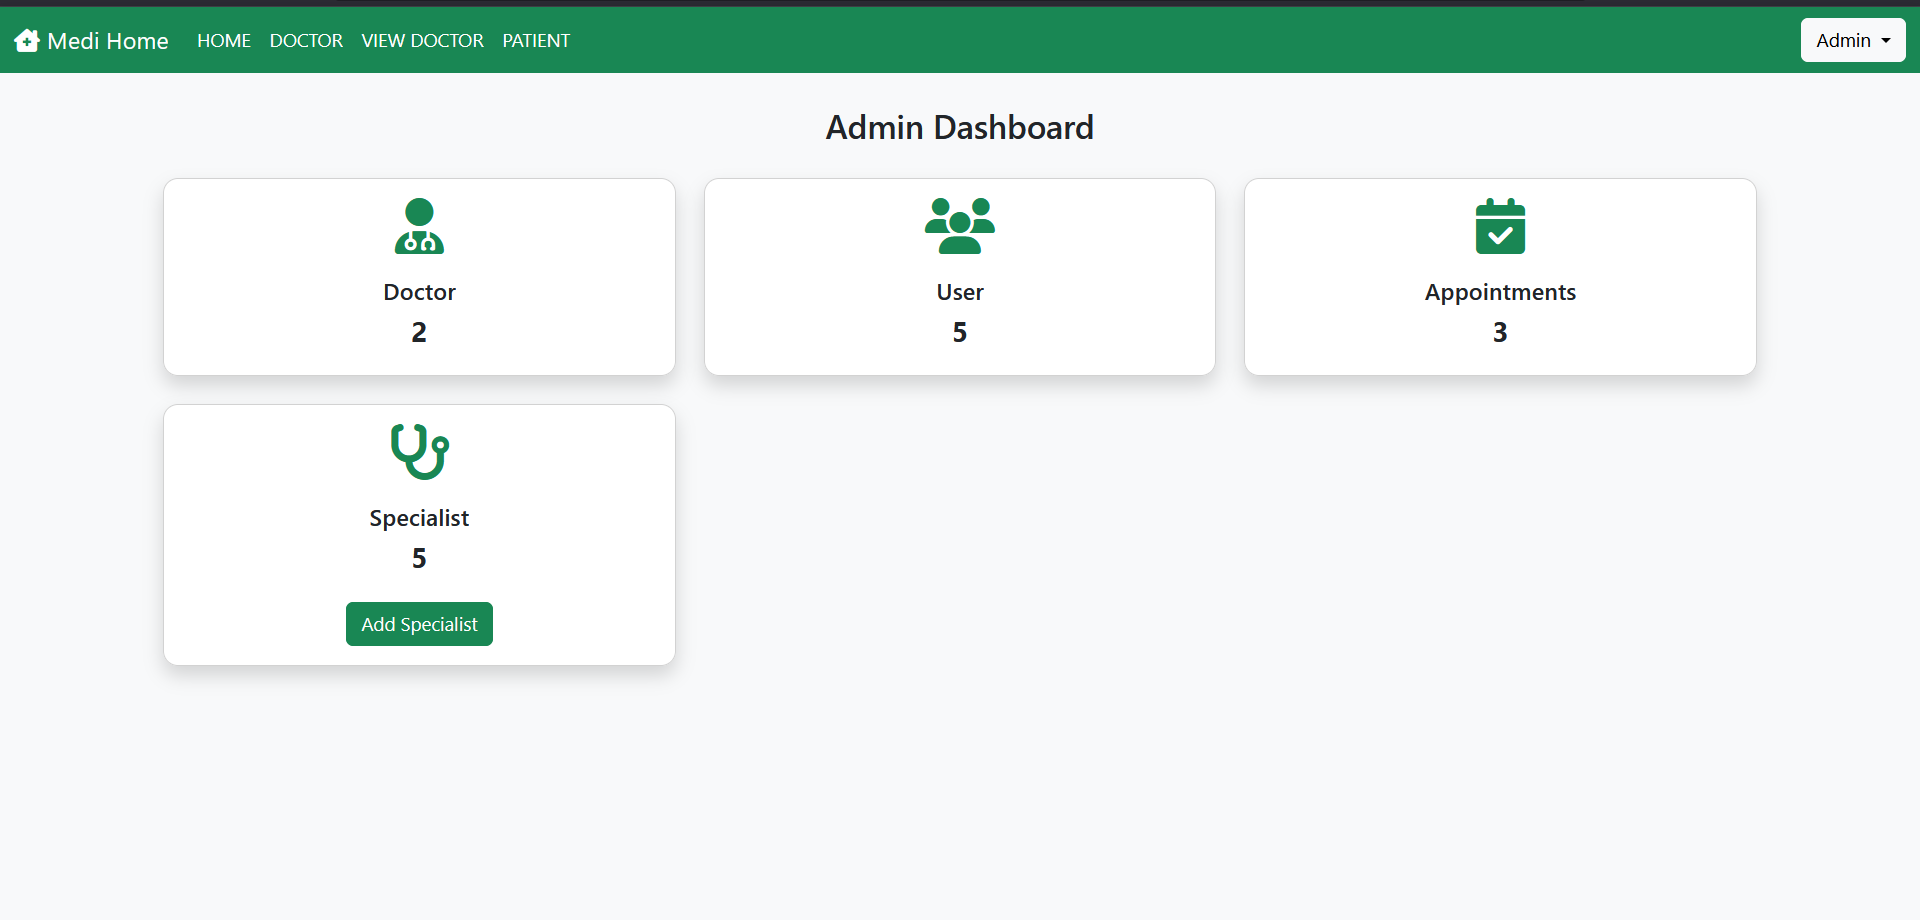 Medi Home HOME DOCTOR VIEW DOCTOR PATIENT Admin
Admin Dashboard
Doctor
2
User
5
Appointments
3
Specialist
5
Add Specialist